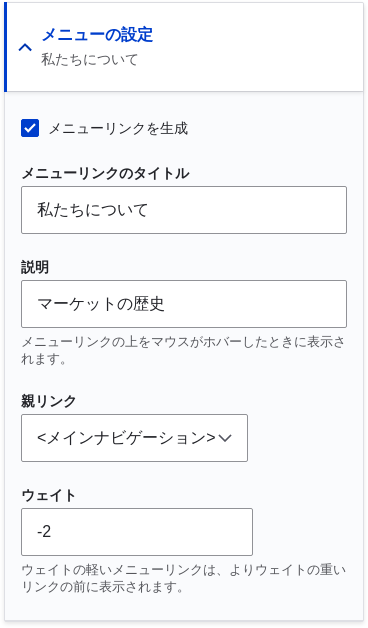 メニューの設定
私たちについて
メニューリンクを生成
メニューリンクのタイトル
私たちについて
説明
マーケットの歴史
メニューリンクの上をマウスがホバーしたときに表示さ
れます。
親リンク
<メインナビゲーション>
ウェイト
-2
ウェイトの軽いメニューリンクは、よりウェイトの重い
リンクの前に表示されます。